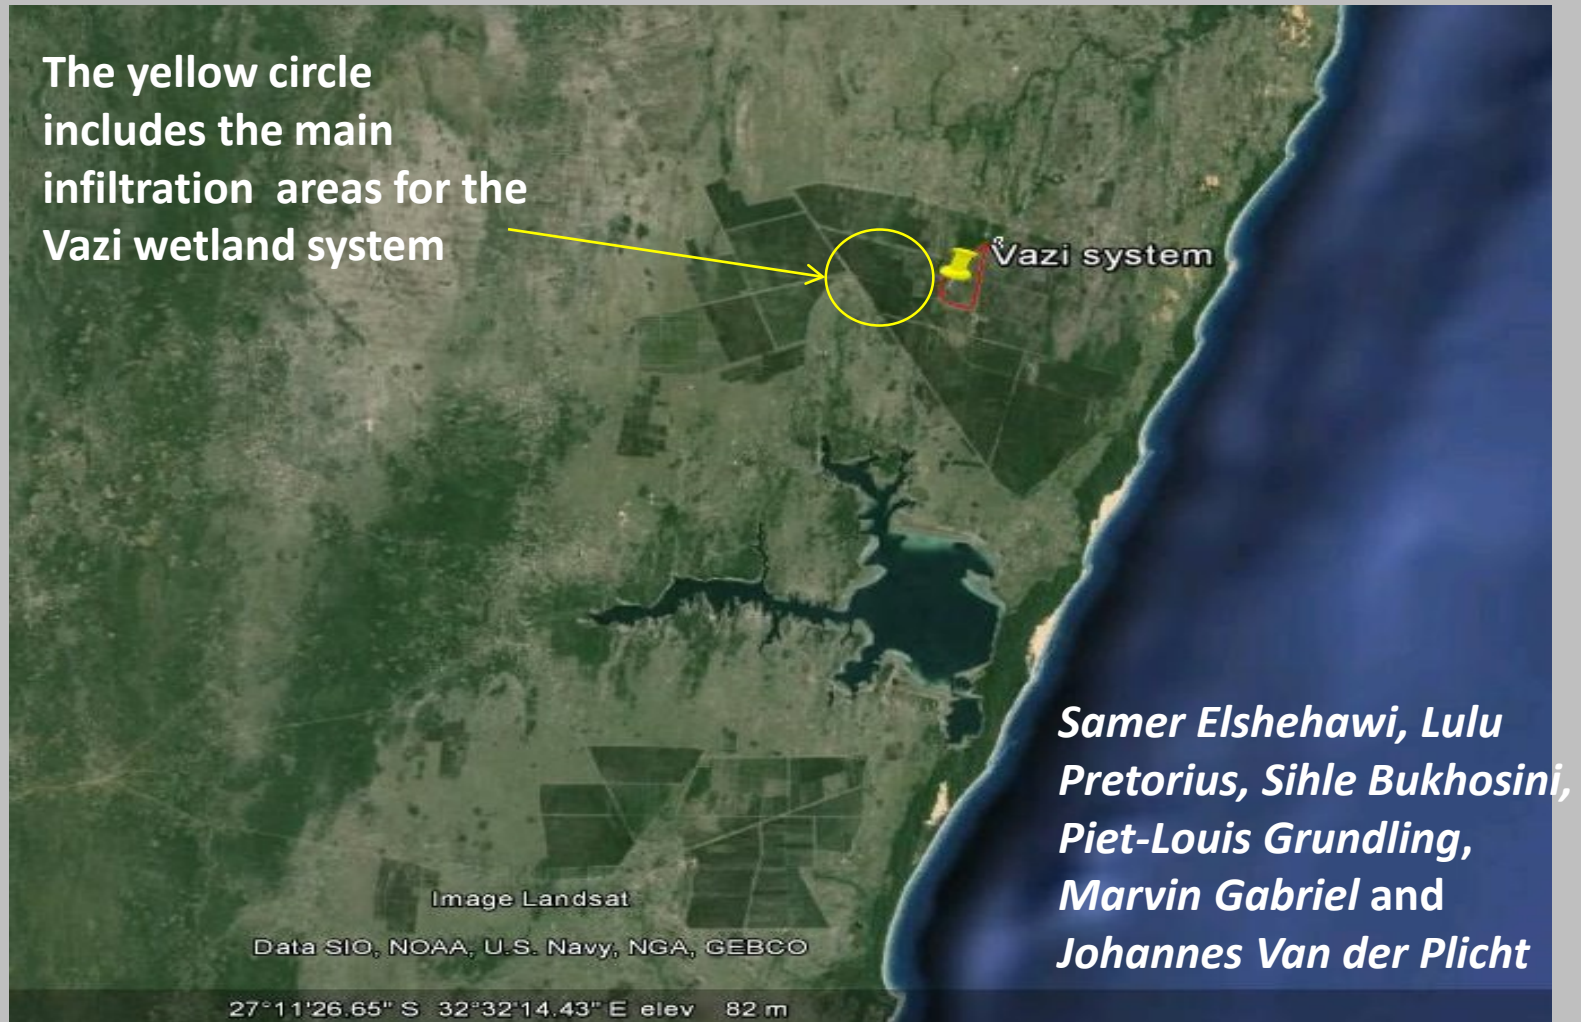 The yellow circle
includes the main
infiltration  areas for the
Vazi wetland system
Vazi system
Samer Elshehawi, Lulu
Pretorius, Sihle Bukhosini,
Piet-Louis Grundling,
Marvin Gabriel and
Johannes Van der Plicht
Image Landsat
Data SIO, NOAA, U.S. Navy, NGA, GEBCO
27°11'26.65" S  32°32'14.43" E elev  82 m